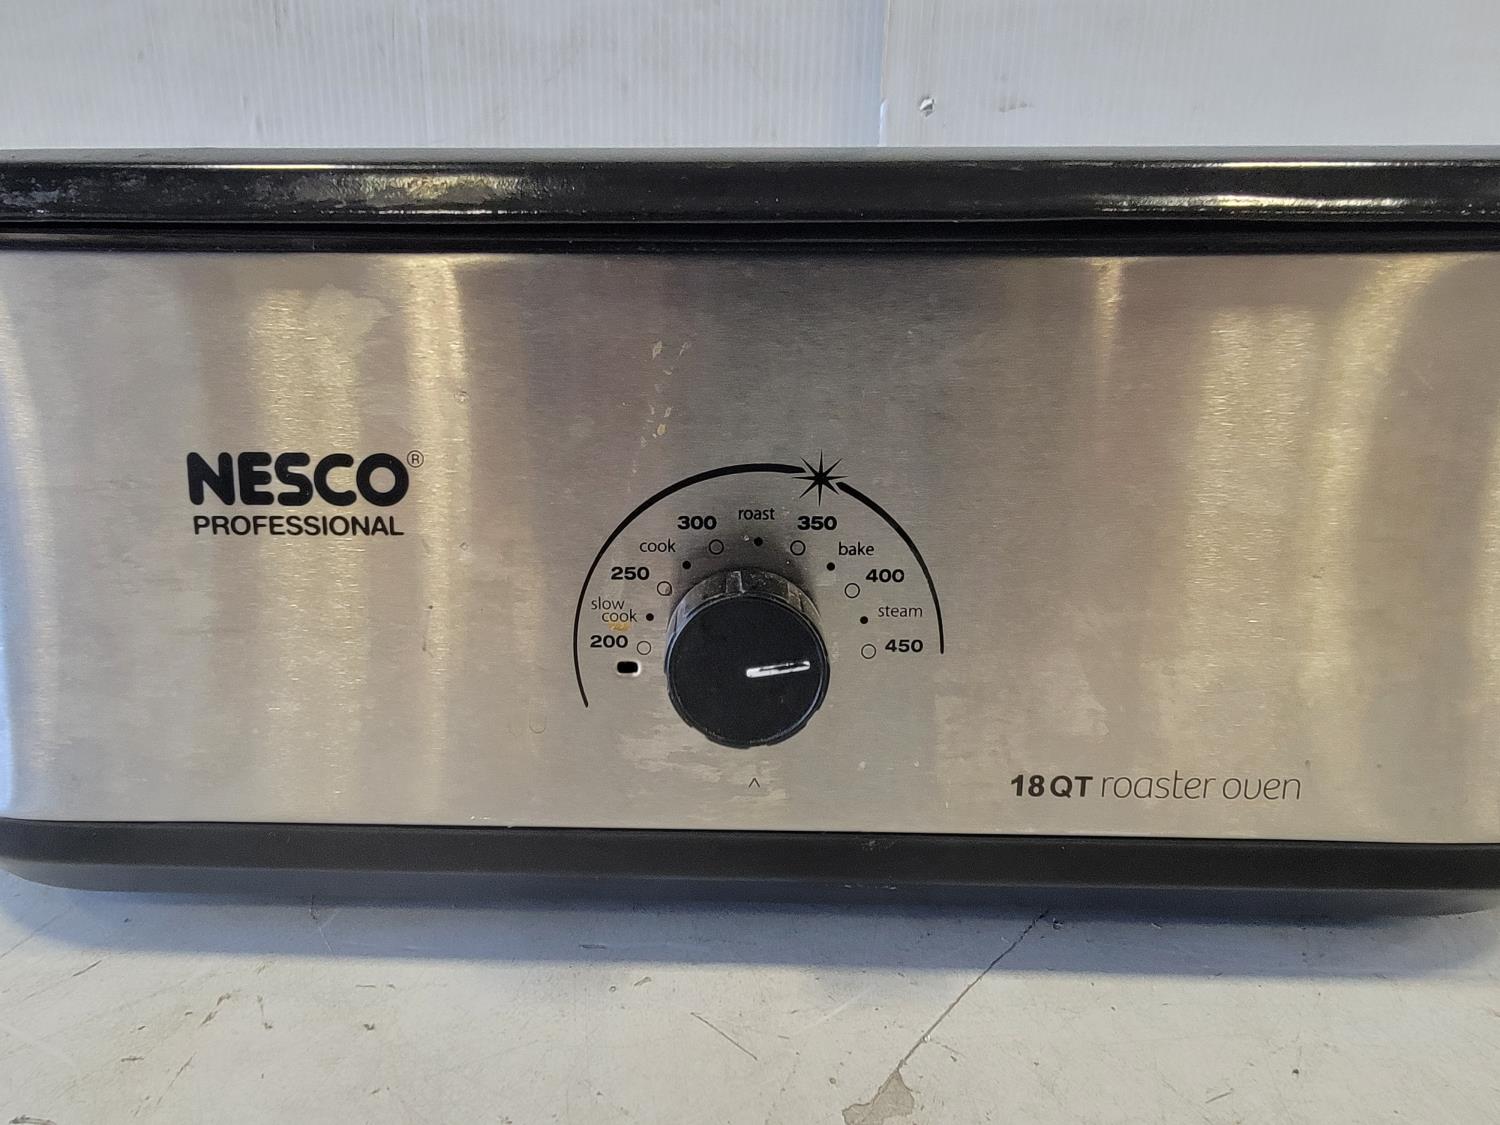 NESCO®
PROFESSIONAL
200
slow
cook
250
cook
300
roast
350
bake
400
steam
450
18QT roaster oven